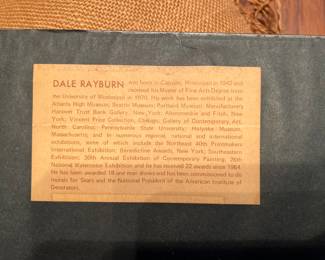 DALE RAYBURN was born in Carson, Mississippi in 1942 and
received his Master of Fine Arts Degree from
the University of Mississippi in 1970. His work has been exhibited at the
Atlanta High Museum; Seattle Museum; Portland Museum; Manufacturers
Hanover Trust Bank Gallery, New York; Abercrombie and Fitch, New
York; Vincent Price Collection, Chicago; Gallery of Contemporary Art,
North Carolina; Pennsylvania State University; Holyoke Museum,
Massachusetts; and in numerous regional, national and international
exhibitions, some of which include the Northeast 40th Printmakers
International Exhibition; Benedictine Awards, New York; Southeastern
Exhibition; 30th Annual Exhibition of Contemporary Painting; 26th
National Watercolor Exhibition and he has received 22 awards since 1964.
He has been awarded 18 one man shows and has been commissioned to do
murals for Sears and the National President of the American Institute of
Decorators.